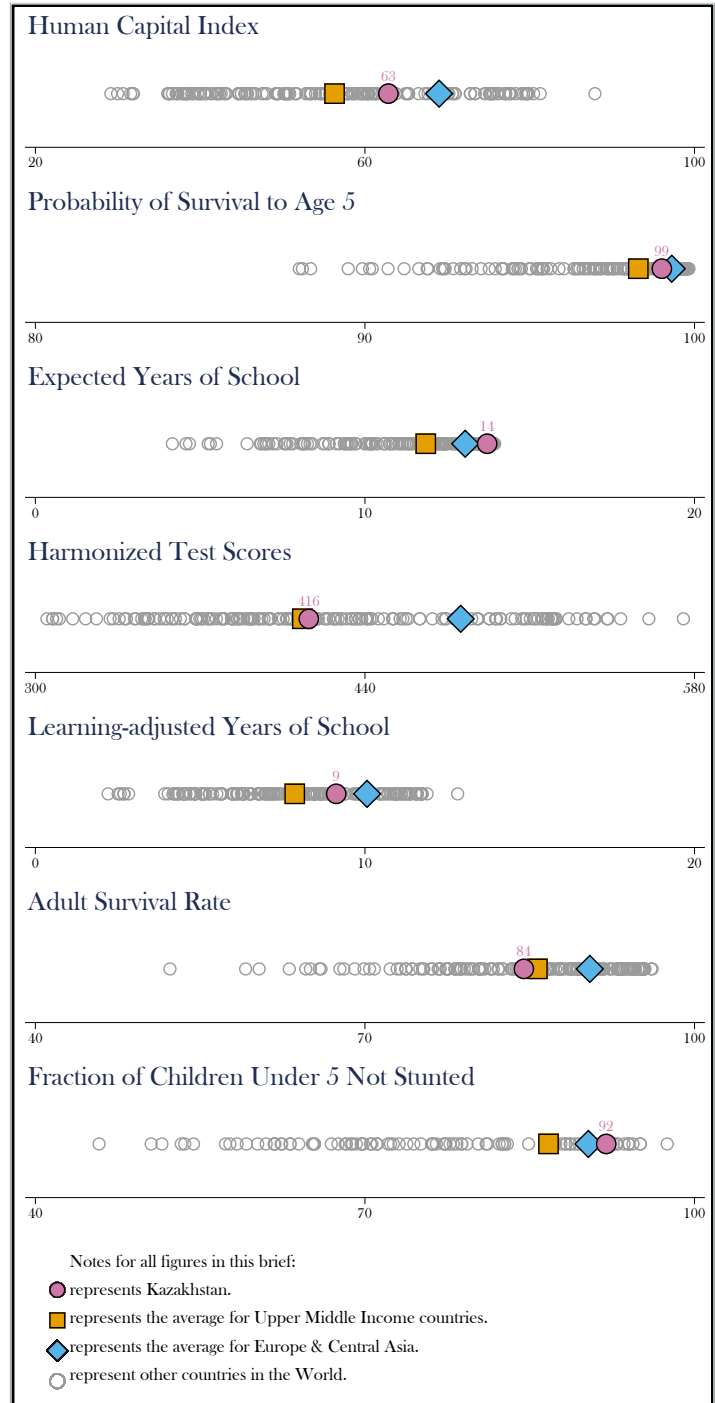 Human Capital Index
63
20 60 100
Probability of Survival to Age 5
99
80 90 100
Expected Years of School
14
0 10 20
Harmonized Test Scores
416
300 440 580
Learning-adjusted Years of School
9
0 10 20
Adult Survival Rate
84
40 70 100
Fraction of Children Under 5 Not Stunted
92
40 70 100
Notes for all figures in this brief:
represents Kazakhstan.
represents the average for Upper Middle Income countries.
represents the average for Europe & Central Asia.
represent other countries in the World.